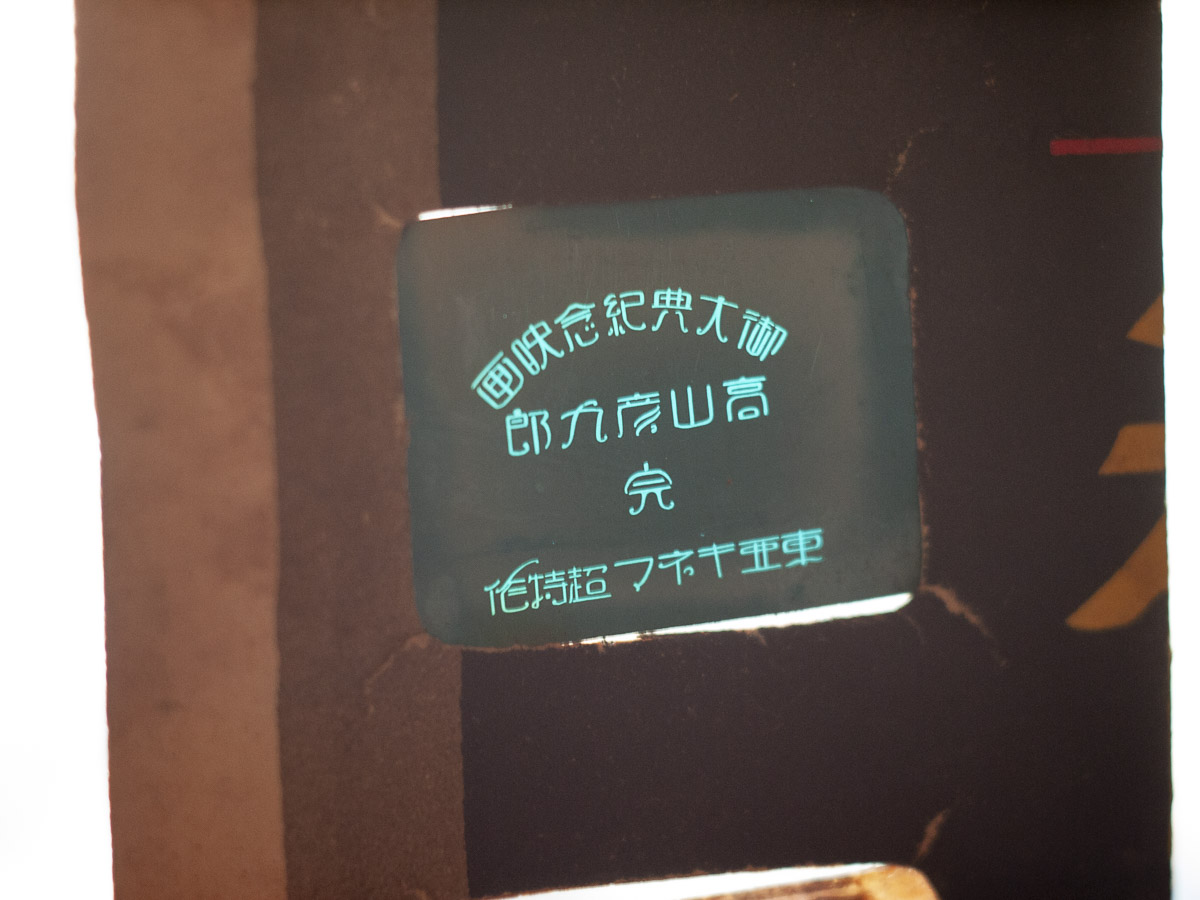 御大典紀念映画
高山彦九郎
完
東亜キネマ超特作